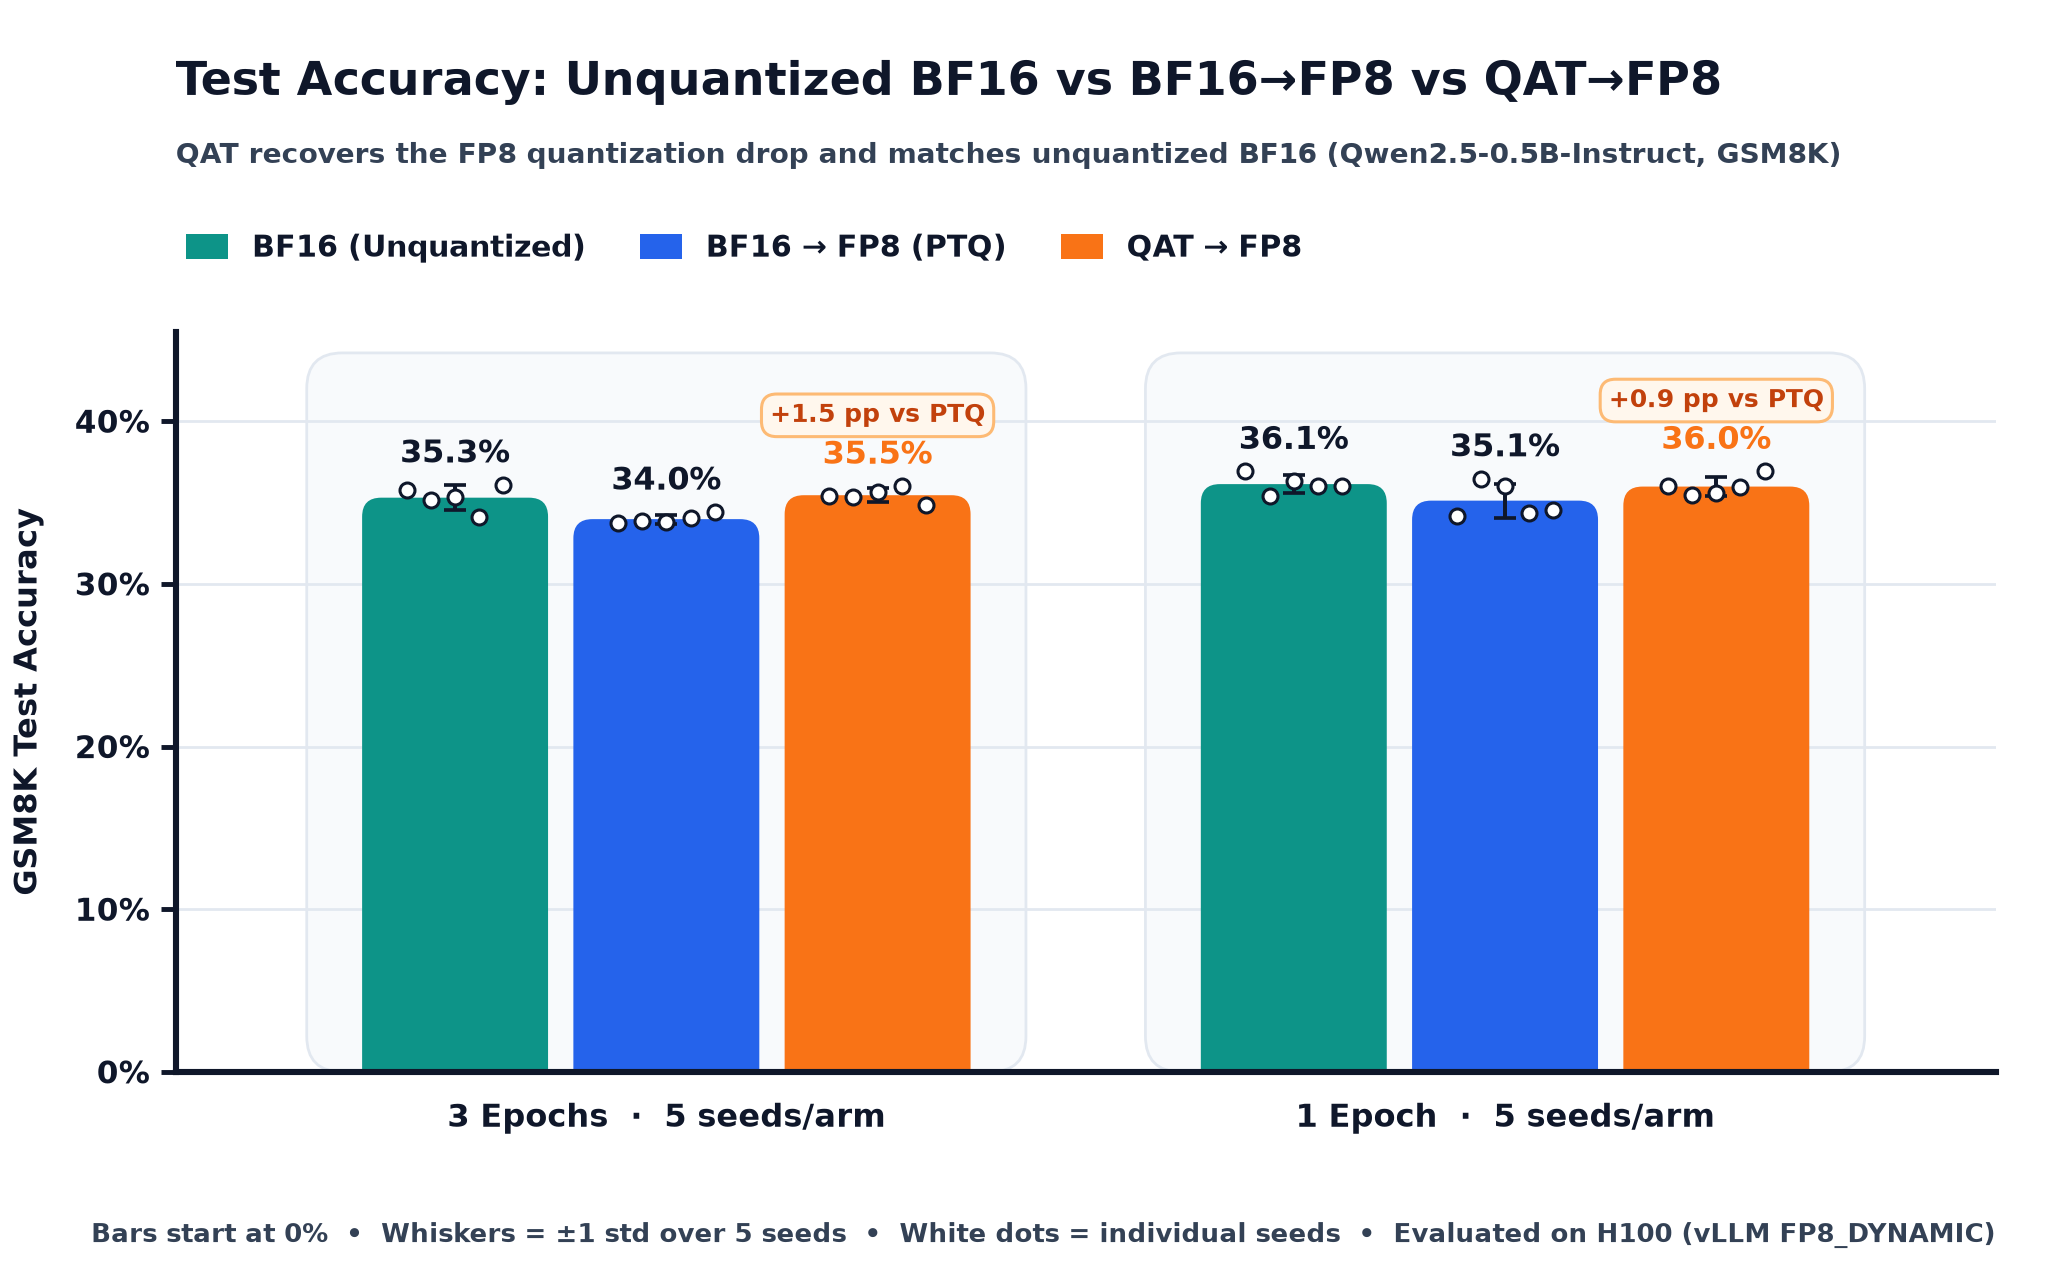 Test Accuracy: Unquantized BF16 vs BF16→FP8 vs QAT→FP8
QAT recovers the FP8 quantization drop and matches unquantized BF16 (Qwen2.5-0.5B-Instruct, GSM8K)
BF16 (Unquantized)
BF16 → FP8 (PTQ)
QAT → FP8
GSM8K Test Accuracy
40%
30%
20%
10%
0%
35.3%
34.0%
+1.5 pp vs PTQ
35.5%
36.1%
35.1%
+0.9 pp vs PTQ
36.0%
3 Epochs · 5 seeds/arm
1 Epoch · 5 seeds/arm
Bars start at 0% • Whiskers = ±1 std over 5 seeds • White dots = individual seeds • Evaluated on H100 (vLLM FP8_DYNAMIC)